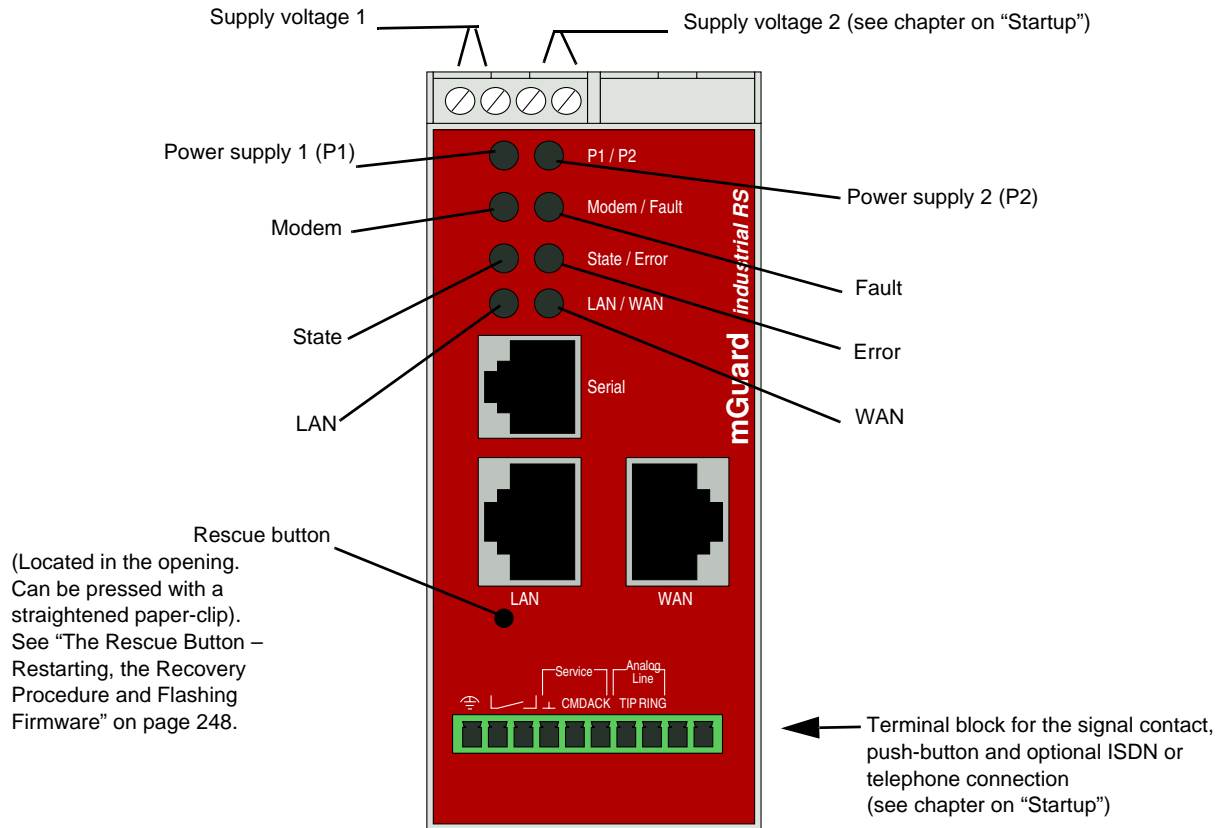 Supply voltage 1
Supply voltage 2 (see chapter on “Startup”)
Power supply 1 (P1)
P1 / P2
Power supply 2 (P2)
Modem
Modem / Fault
Fault
State / Error
State
Error
LAN / WAN
LAN
WAN
Serial
mGuard industrial RS
LAN
WAN
Rescue button
(Located in the opening.
Can be pressed with a
straightened paper-clip).
See “The Rescue Button –
Restarting, the Recovery
Procedure and Flashing
Firmware” on page 248.
Service
Analog
Line
CMDACK TIP RING
Terminal block for the signal contact,
push-button and optional ISDN or
telephone connection
(see chapter on “Startup”)